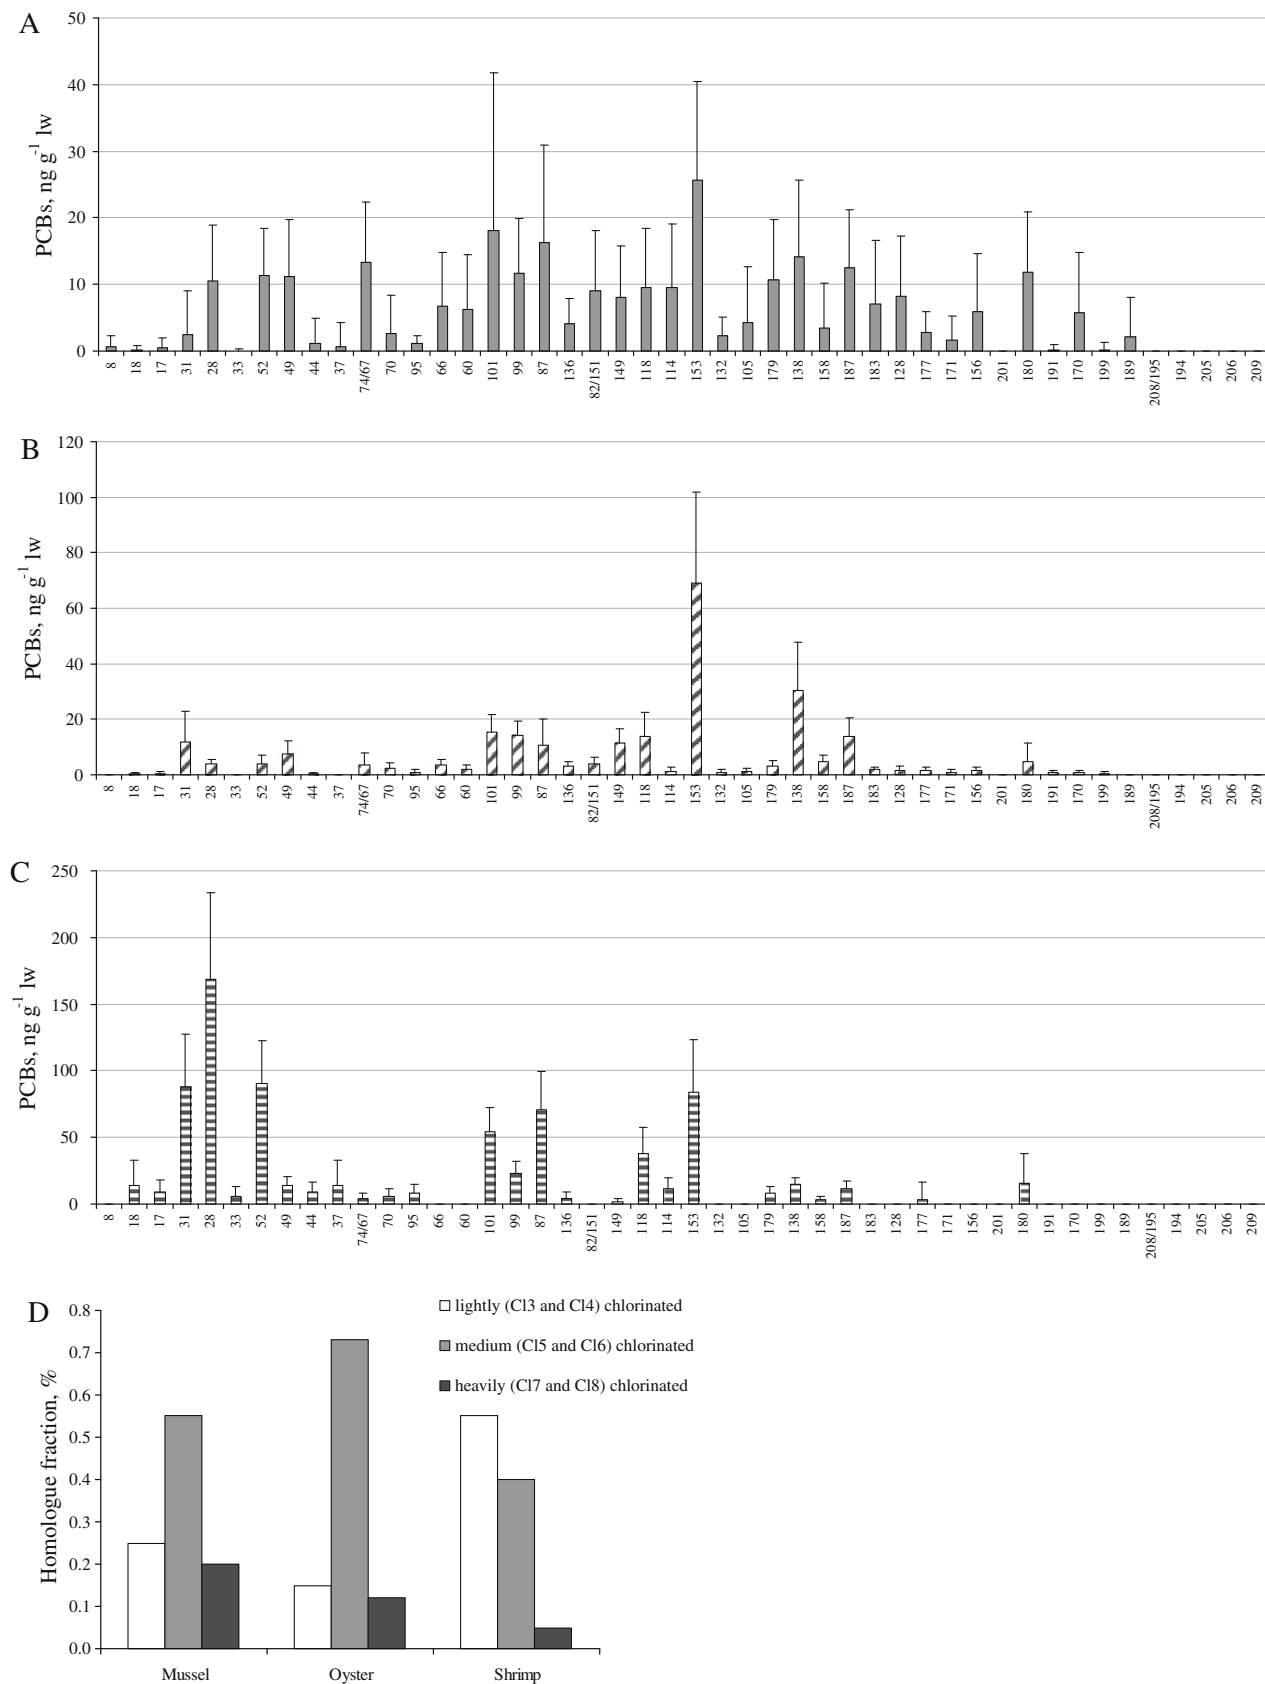 A
PCBs, ng g-1 lw
50
40
30
20
10
0
8 18 17 31 28 33 52 49 44 37 74/67 70 95 66 60 101 99 87 136 82/151 149 118 114 153 132 105 179 138 158 187 183 128 177 171 156 201 180 191 170 199 189 208/195 194 205 206 209
B
PCBs, ng g-1 lw
120
100
80
60
40
20
0
8 18 17 31 28 33 52 49 44 37 74/67 70 95 66 60 101 99 87 136 82/151 149 118 114 153 132 105 179 138 158 187 183 128 177 171 156 201 180 191 170 199 189 208/195 194 205 206 209
C
PCBs, ng g-1 lw
250
200
150
100
50
0
8 18 17 31 28 33 52 49 44 37 74/67 70 95 66 60 101 99 87 136 82/151 149 118 114 153 132 105 179 138 158 187 183 128 177 171 156 201 180 191 170 199 189 208/195 194 205 206 209
D
Homologue fraction, %
0.8
0.7
0.6
0.5
0.4
0.3
0.2
0.1
0.0
lightly (Cl3 and Cl4) chlorinated
medium (Cl5 and Cl6) chlorinated
heavily (Cl7 and Cl8) chlorinated
Mussel Oyster Shrimp